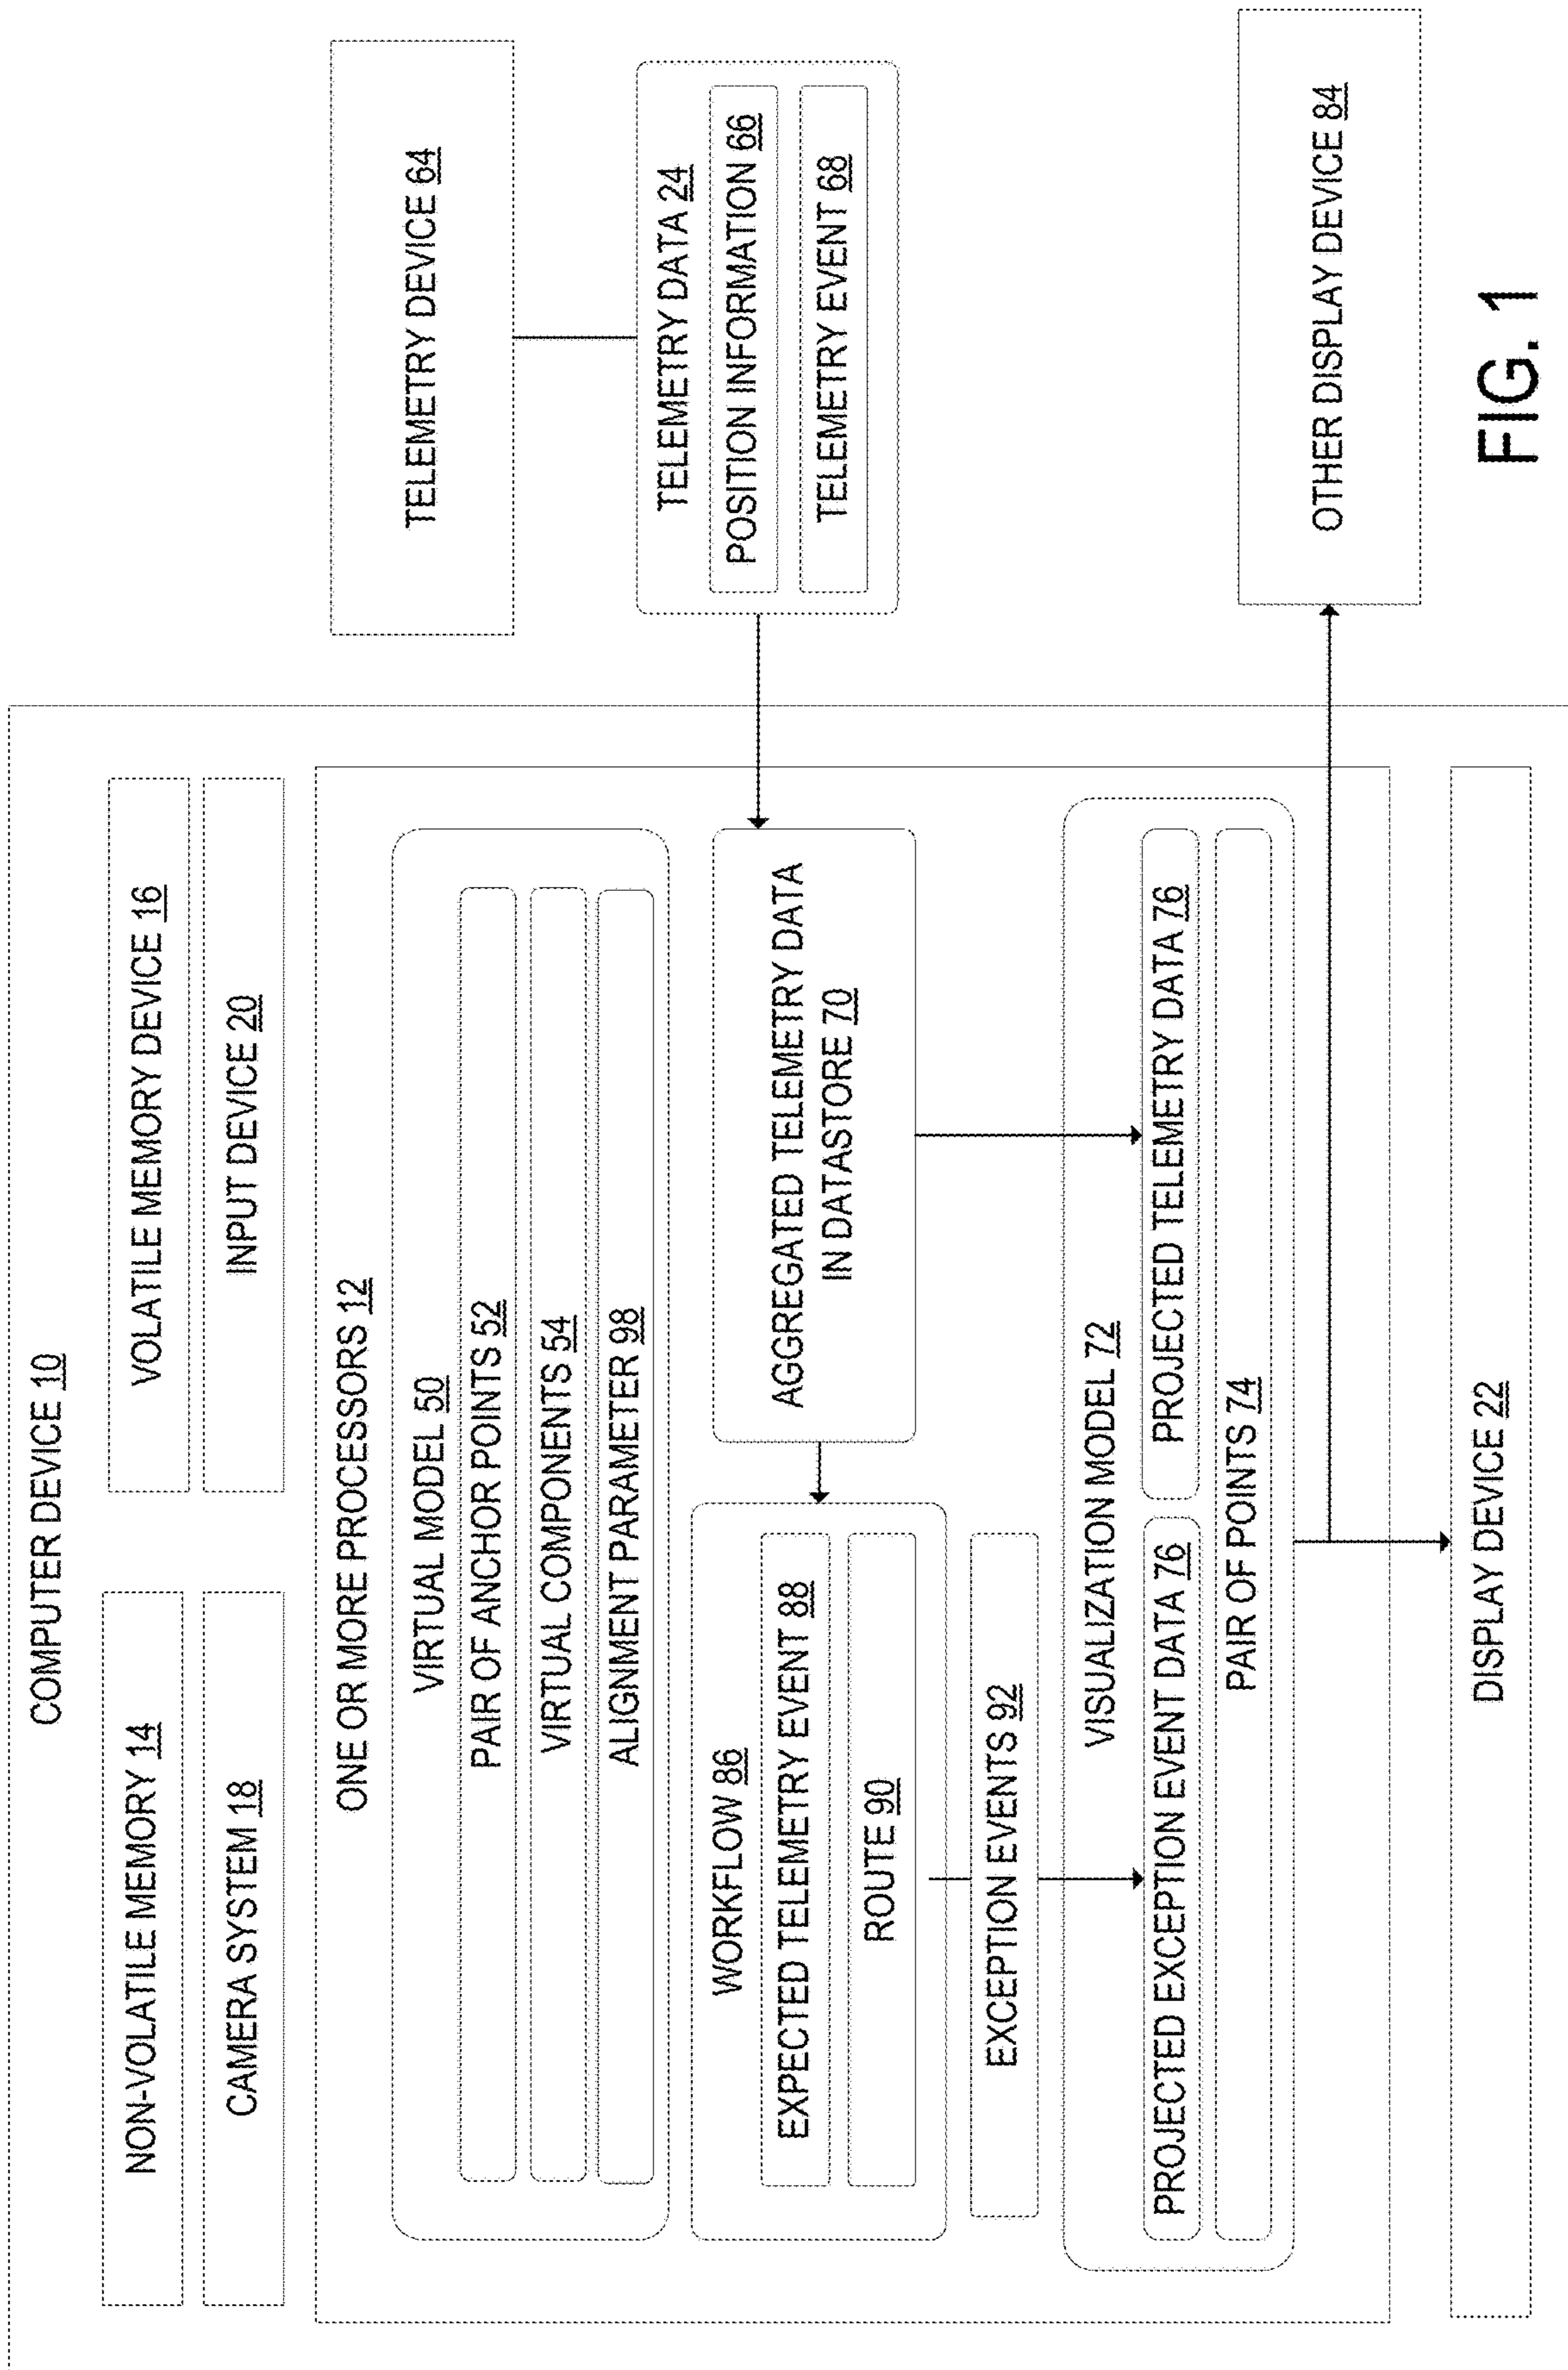 COMPUTER DEVICE 10
NON-VOLATILE MEMORY 14
VOLATILE MEMORY DEVICE 16
CAMERA SYSTEM 18
INPUT DEVICE 20
ONE OR MORE PROCESSORS 12
VIRTUAL MODEL 50
PAIR OF ANCHOR POINTS 52
VIRTUAL COMPONENTS 54
ALIGNMENT PARAMETER 98
WORKFLOW 86
EXPECTED TELEMETRY EVENT 88
ROUTE 90
AGGREGATED TELEMETRY DATA
IN DATASTORE 70
EXCEPTION EVENTS 92
VISUALIZATION MODEL 72
PROJECTED EXCEPTION EVENT DATA 76
PROJECTED TELEMETRY DATA 76
PAIR OF POINTS 74
DISPLAY DEVICE 22
TELEMETRY DEVICE 64
TELEMETRY DATA 24
POSITION INFORMATION 66
TELEMETRY EVENT 68
OTHER DISPLAY DEVICE 84
FIG. 1